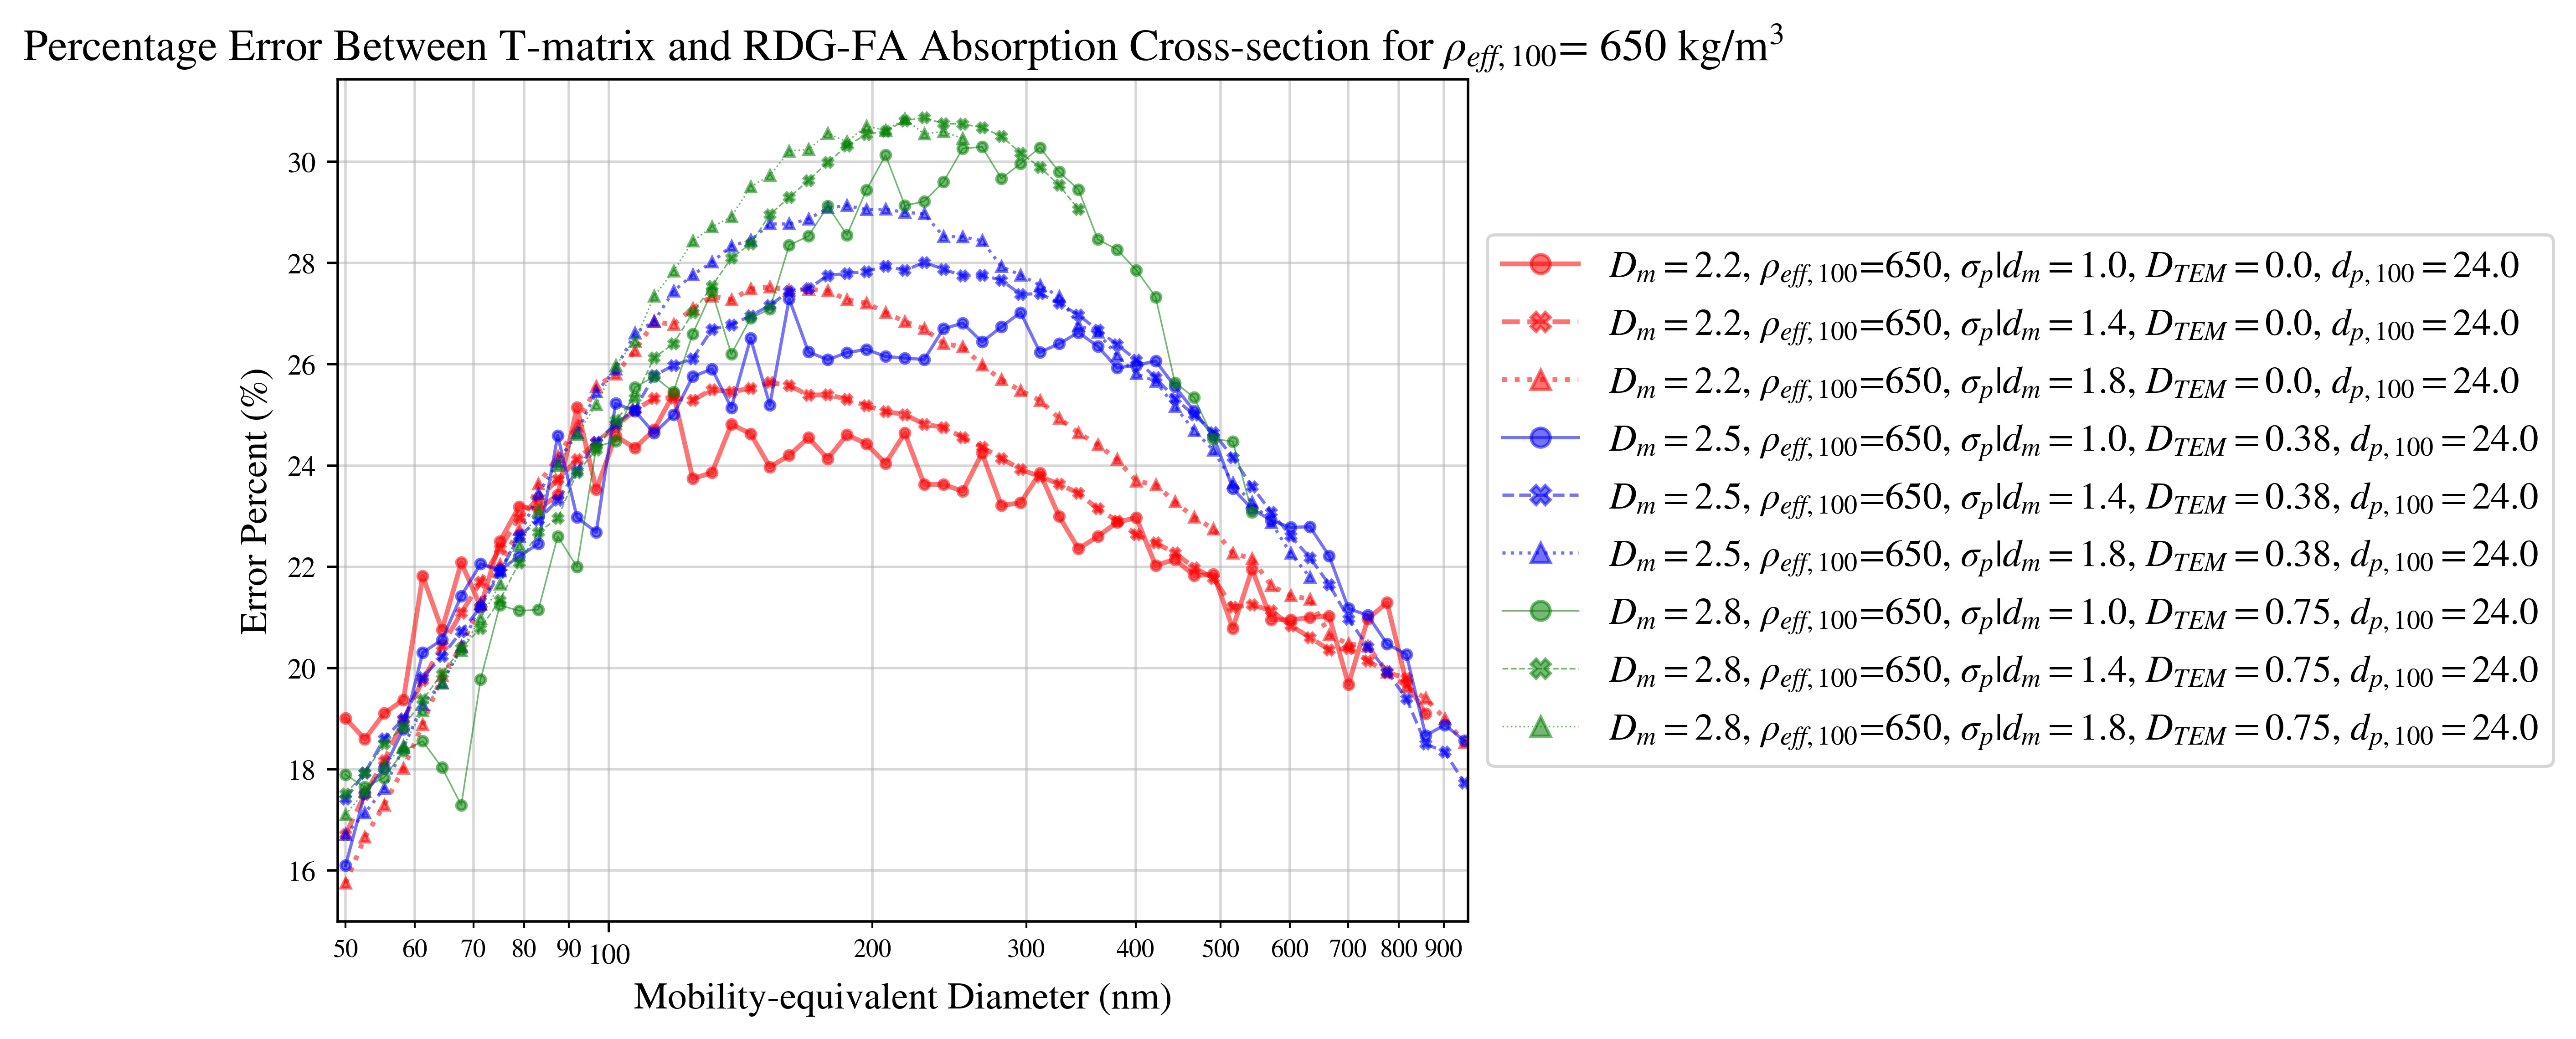 Percentage Error Between T-matrix and RDG-FA Absorption Cross-section for ρeff,100= 650 kg/m³
Error Percent (%)
30
28
26
24
22
20
18
16
50 60 70 80 90 100 200 300 400 500 600 700 800 900
Mobility-equivalent Diameter (nm)
Dm = 2.2, ρeff,100=650, σp|dm = 1.0, DTEM = 0.0, dp,100 = 24.0
Dm = 2.2, ρeff,100=650, σp|dm = 1.4, DTEM = 0.0, dp,100 = 24.0
Dm = 2.2, ρeff,100=650, σp|dm = 1.8, DTEM = 0.0, dp,100 = 24.0
Dm = 2.5, ρeff,100=650, σp|dm = 1.0, DTEM = 0.38, dp,100 = 24.0
Dm = 2.5, ρeff,100=650, σp|dm = 1.4, DTEM = 0.38, dp,100 = 24.0
Dm = 2.5, ρeff,100=650, σp|dm = 1.8, DTEM = 0.38, dp,100 = 24.0
Dm = 2.8, ρeff,100=650, σp|dm = 1.0, DTEM = 0.75, dp,100 = 24.0
Dm = 2.8, ρeff,100=650, σp|dm = 1.4, DTEM = 0.75, dp,100 = 24.0
Dm = 2.8, ρeff,100=650, σp|dm = 1.8, DTEM = 0.75, dp,100 = 24.0